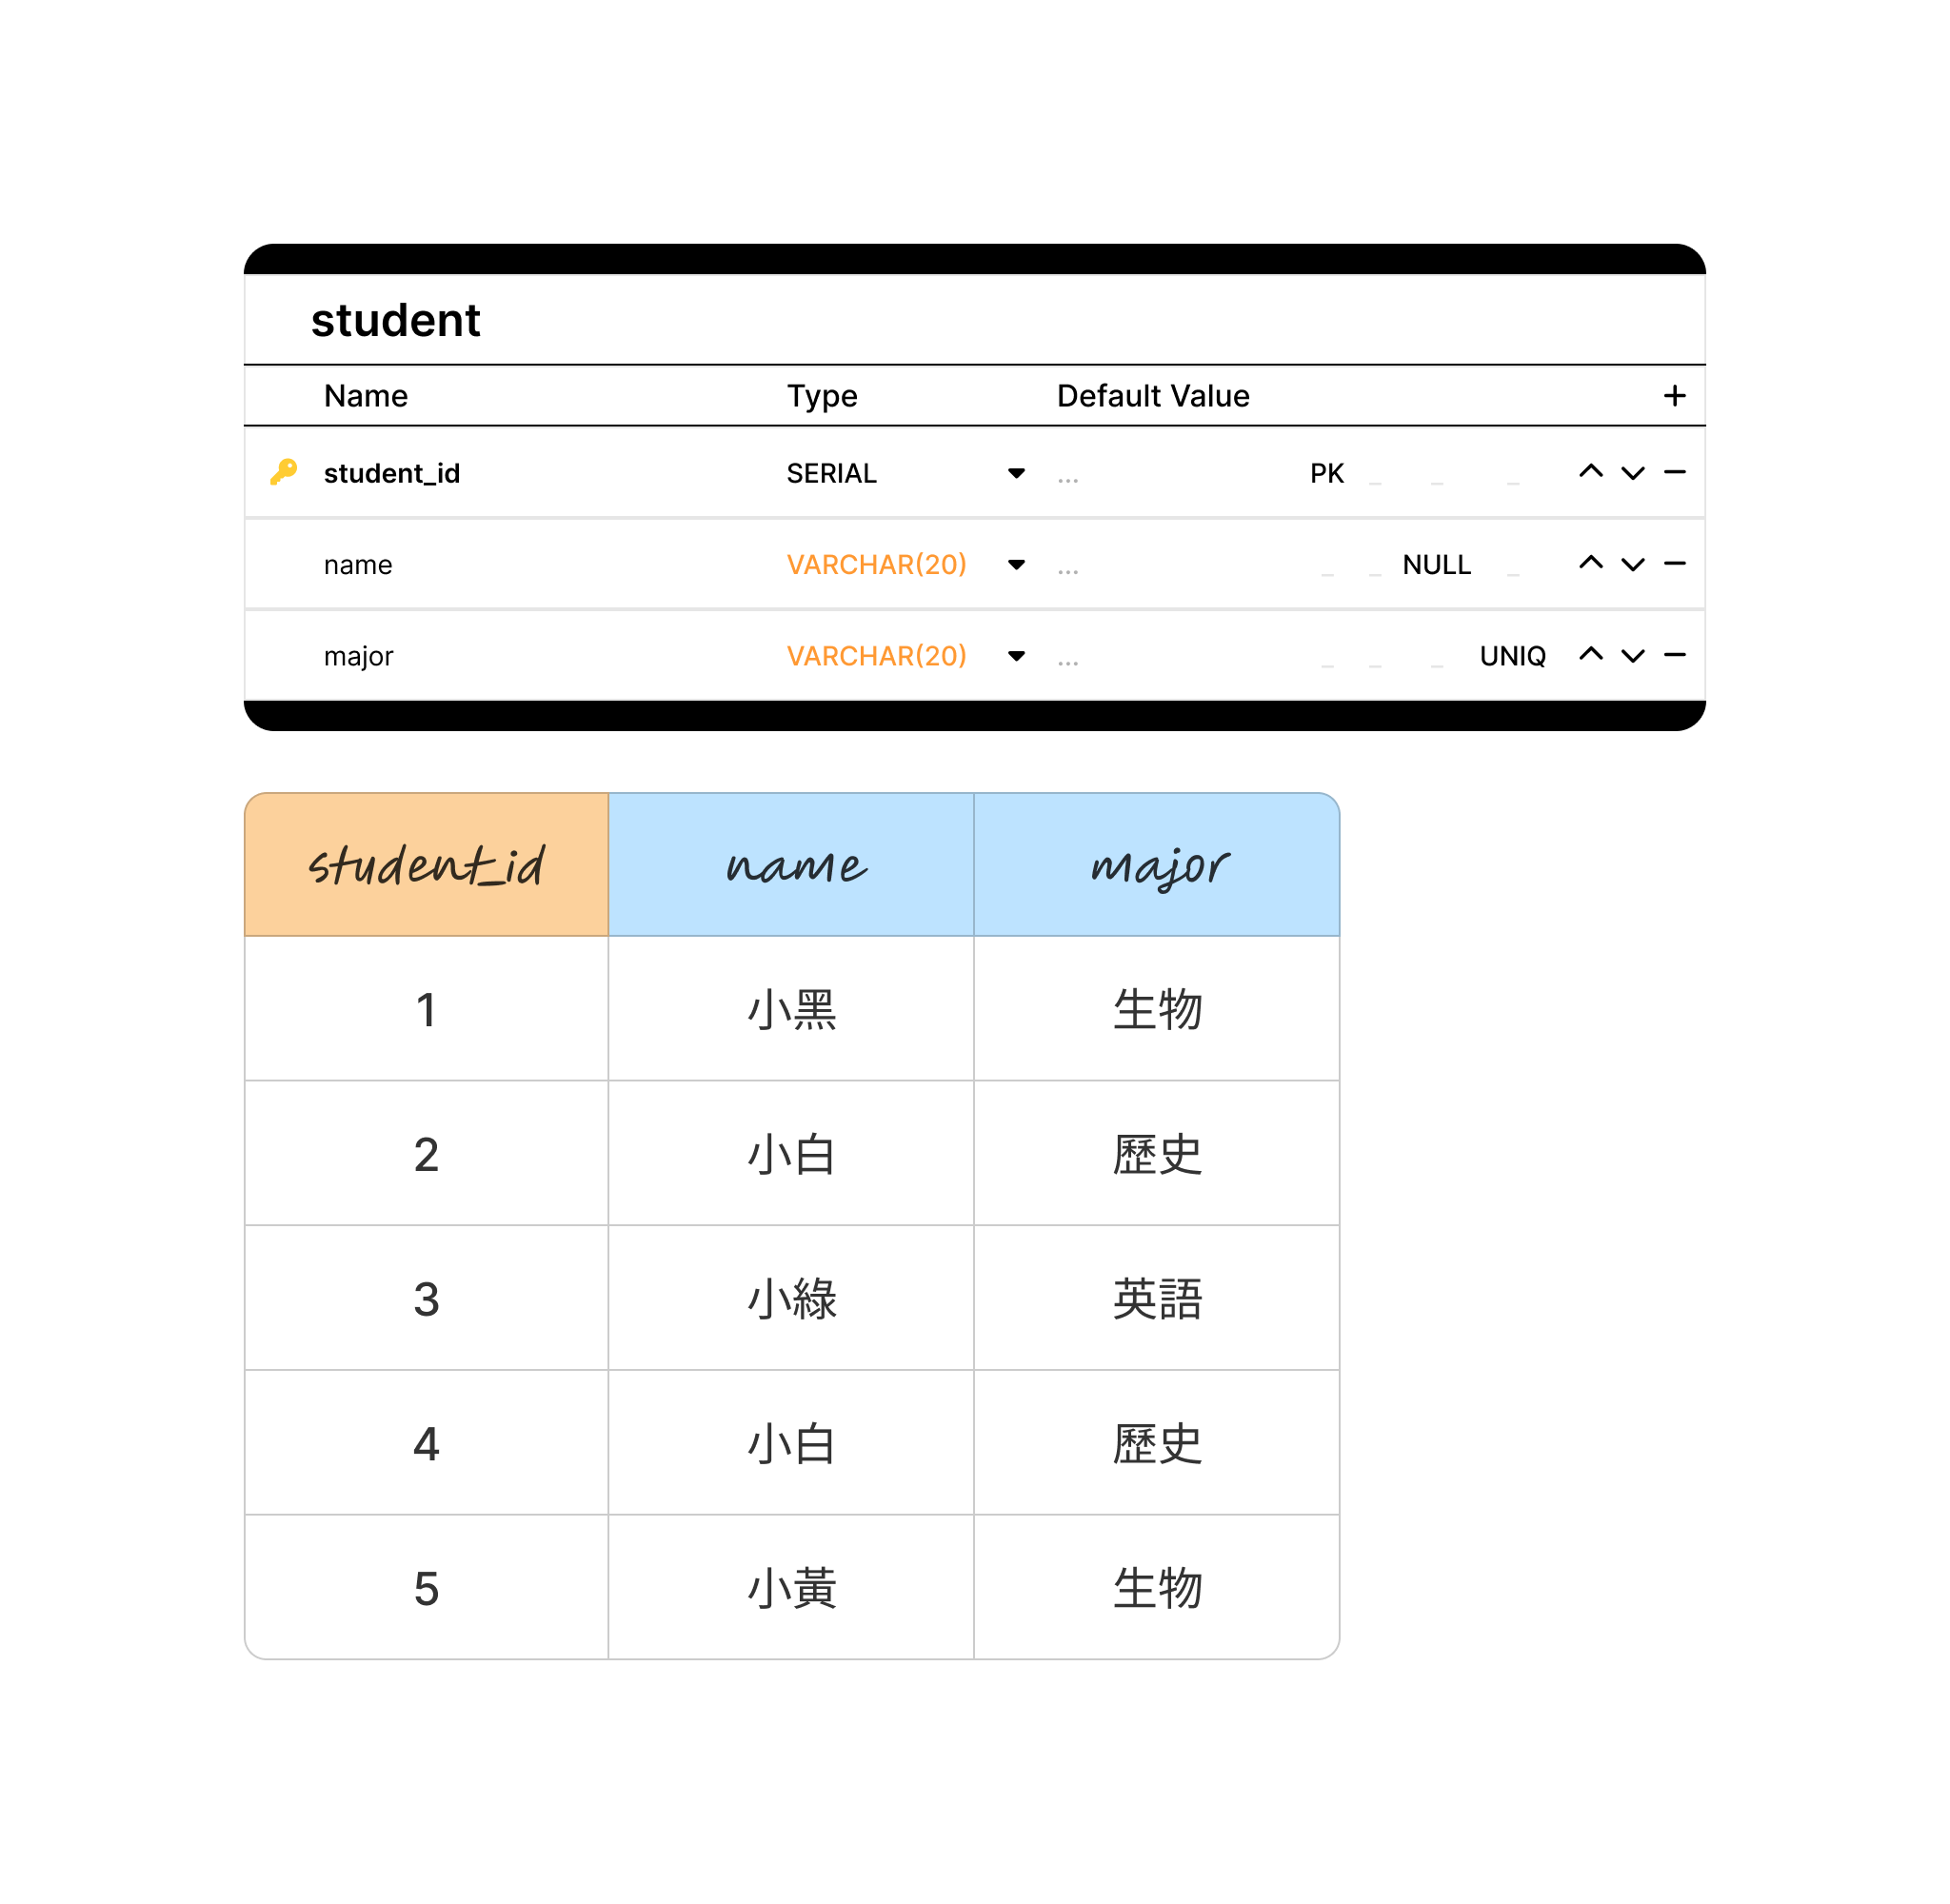 student
Name Type Default Value +
student_id SERIAL ... PK _ _ _
name VARCHAR(20) ... _ _ NULL _
major VARCHAR(20) ... _ _ _ UNIQ
student_id name major
1 小黑 生物
2 小白 歷史
3 小綠 英語
4 小白 歷史
5 小黃 生物